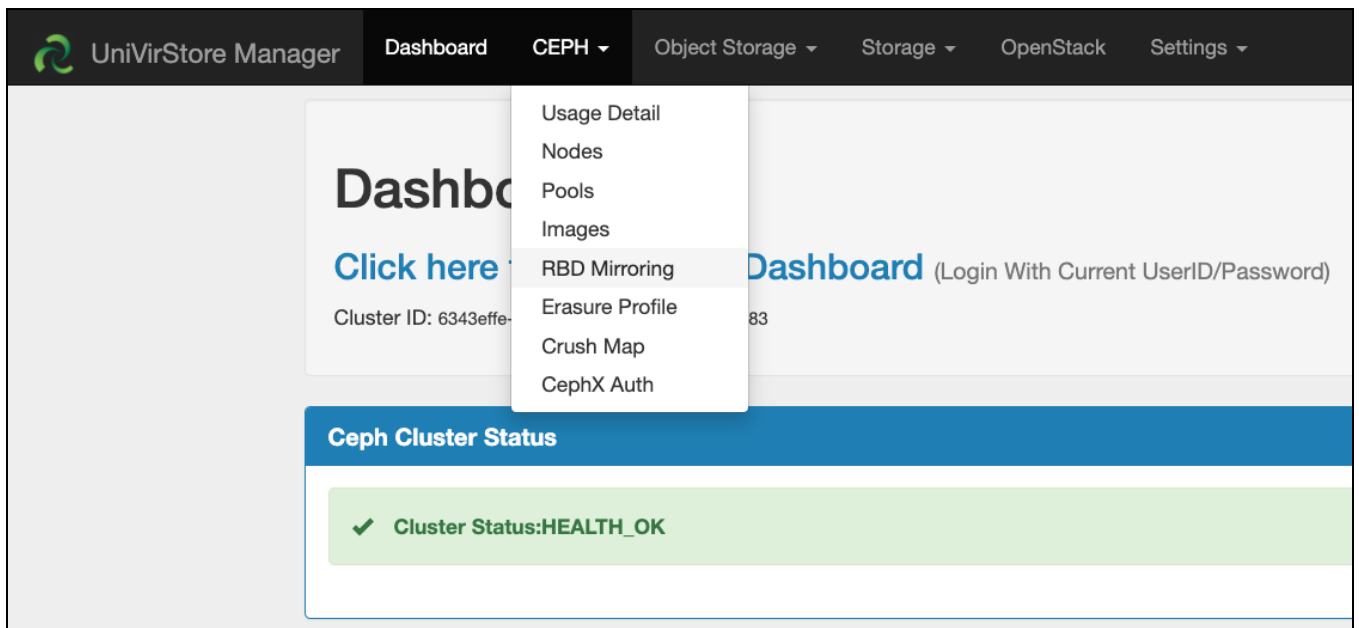 UniVirStore Manager Dashboard CEPH Object Storage Storage OpenStack Settings
Usage Detail
Nodes
Pools
Images
RBD Mirroring
Erasure Profile
Crush Map
CephX Auth
Click here Dashboard (Login With Current UserID/Password)
Cluster ID: 6343effe- 83
Ceph Cluster Status
Cluster Status:HEALTH_OK